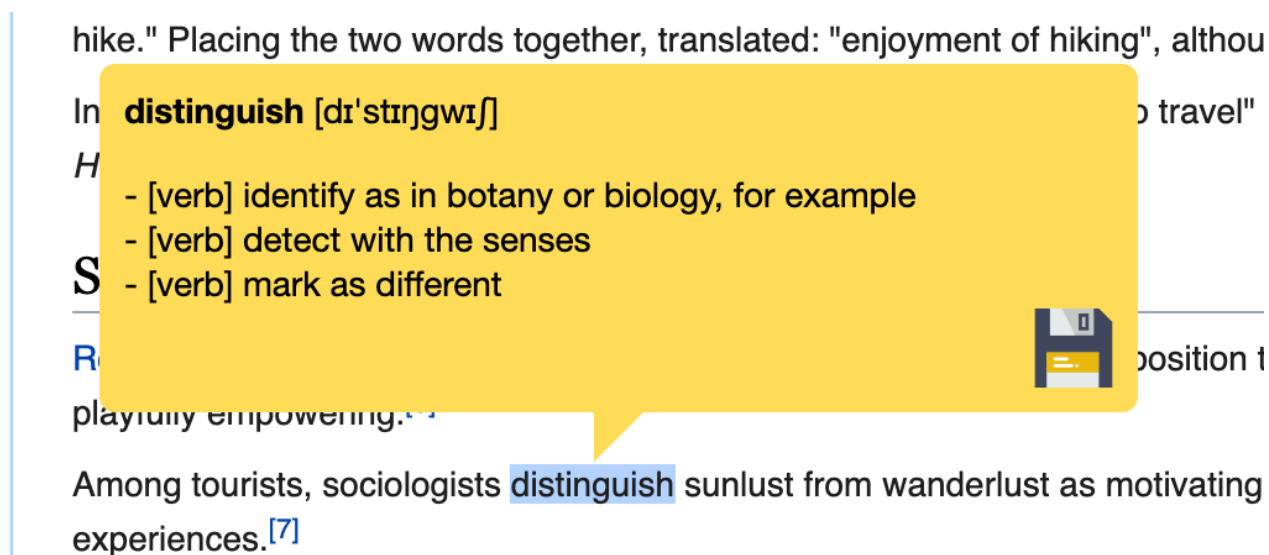 hike." Placing the two words together, translated: "enjoyment of hiking",
In travel"
distinguish [dɪˈstɪŋgwɪʃ]
- [verb] identify as in botany or biology, for example
- [verb] detect with the senses
- [verb] mark as different
position
playfully empowering.
Among tourists, sociologists distinguish sunlust from wanderlust as motivating
experiences.[7]